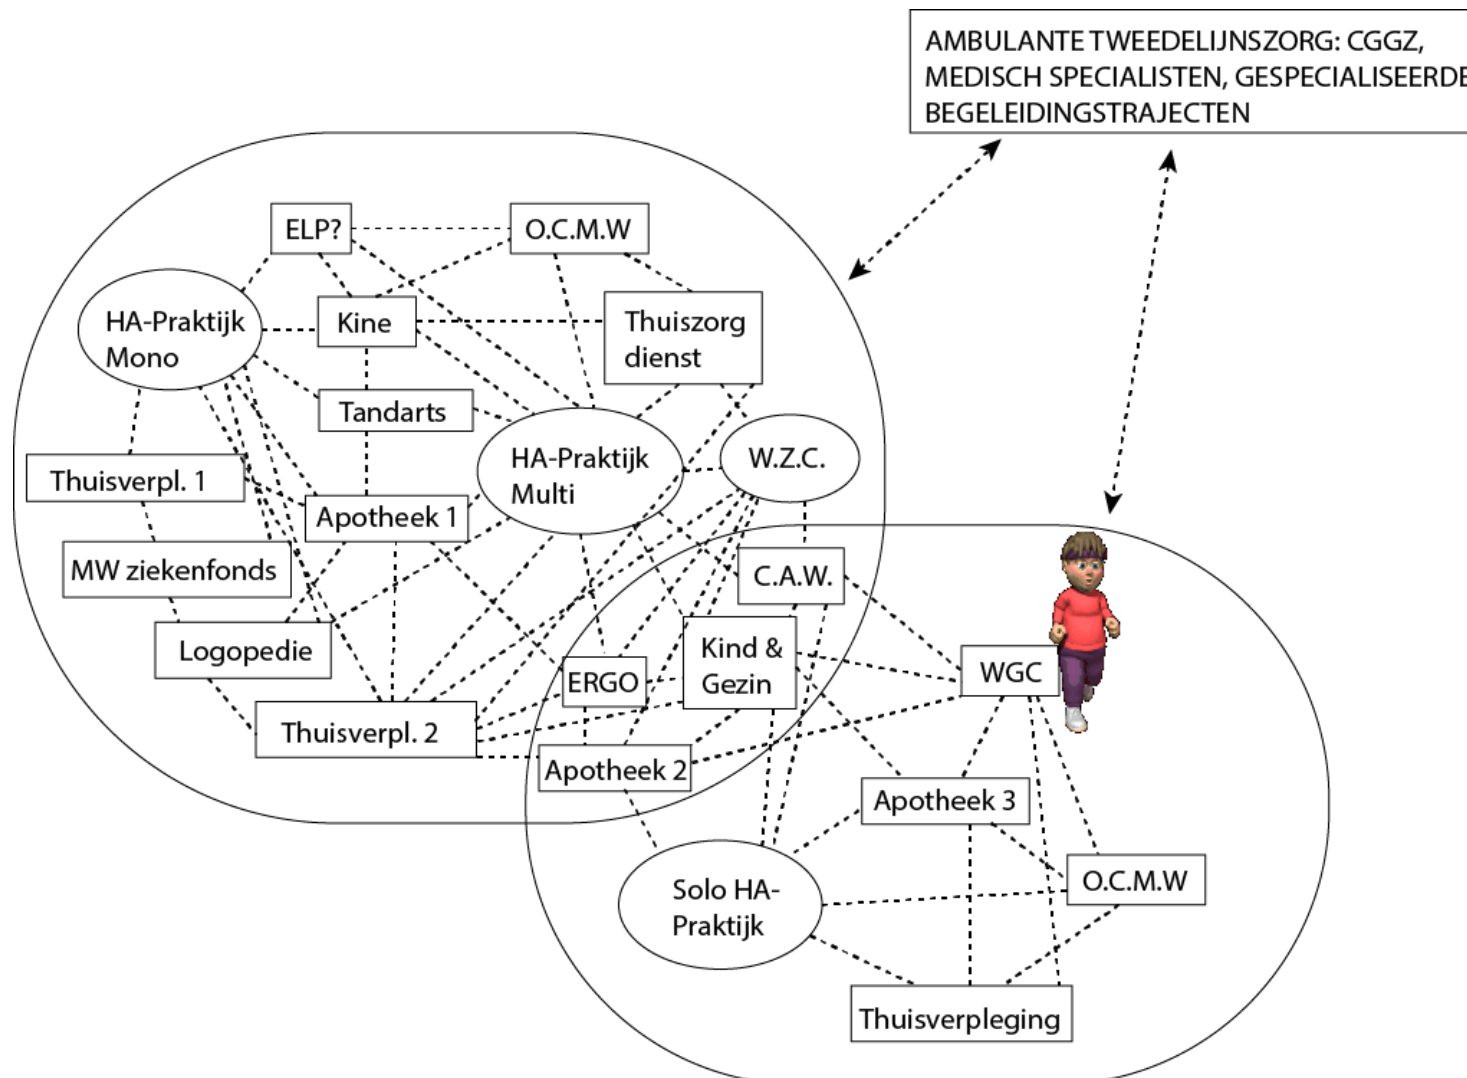 AMBULANTE TWEEDELIJNSZORG: CGGZ,
MEDISCH SPECIALISTEN, GESPECIALISEERDE
BEGELEIDINGSTRAJECTEN
ELP?
O.C.M.W
HA-Praktijk
Mono
Kine
Thuiszorg
dienst
Tandarts
HA-Praktijk
Multi
W.Z.C.
Thuisverpl. 1
Apotheek 1
MW ziekenfonds
C.A.W.
Logopedie
Kind &
Gezin
ERGO
WGC
Thuisverpl. 2
Apotheek 2
Apotheek 3
Solo HA-
Praktijk
O.C.M.W
Thuisverpleging